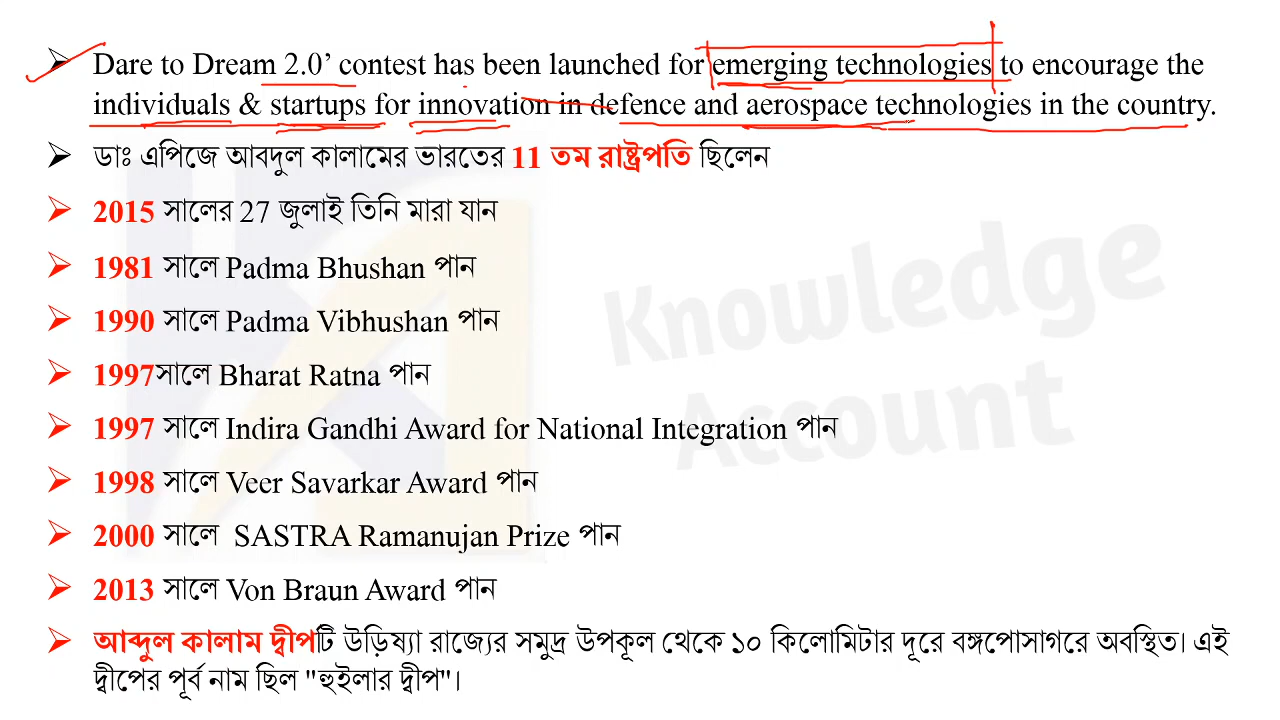 Dare to Dream 2.0’ contest has been launched for emerging technologies to encourage the
individuals & startups for innovation in defence and aerospace technologies in the country.
ডাঃ এপিজে আবদুল কালামের ভারতের 11 তম রাষ্ট্রপতি ছিলেন
2015 সালের 27 জুলাই তিনি মারা যান
1981 সালে Padma Bhushan পান
1990 সালে Padma Vibhushan পান
1997সালে Bharat Ratna পান
1997 সালে Indira Gandhi Award for National Integration পান
1998 সালে Veer Savarkar Award পান
2000 সালে SASTRA Ramanujan Prize পান
2013 সালে Von Braun Award পান
আব্দুল কালাম দ্বীপটি উড়িষ্যা রাজ্যের সমুদ্র উপকূল থেকে ১০ কিলোমিটার দূরে বঙ্গপোসাগরে অবস্থিত। এই
দ্বীপের পূর্ব নাম ছিল "হুইলার দ্বীপ"।
Knowledge
Account